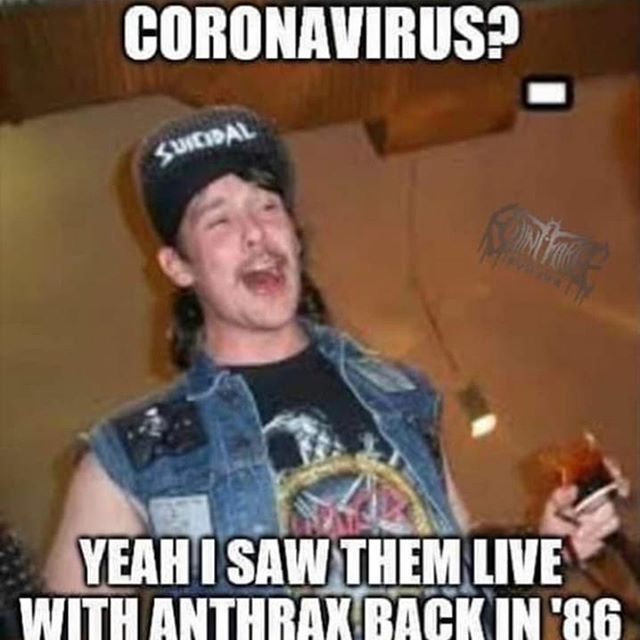 CORONAVIRUS?
SUICIDAL
YEAH I SAW THEM LIVE
WITH ANTHRAX BACK IN '86